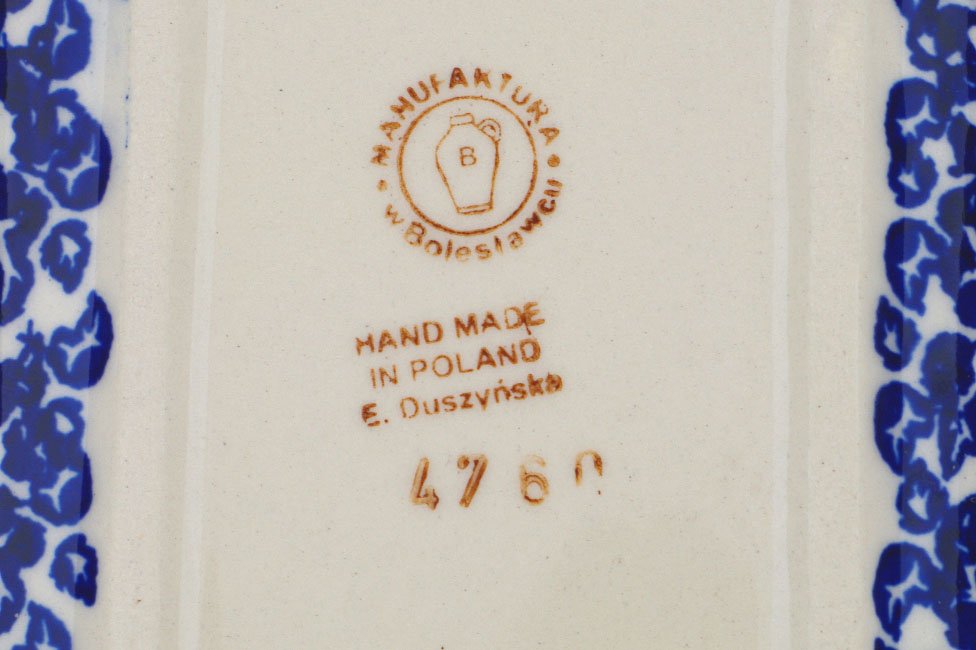 MANUFAKTURA
w Bolesławcu
B
HAND MADE
IN POLAND
E. Duszyńska
4760